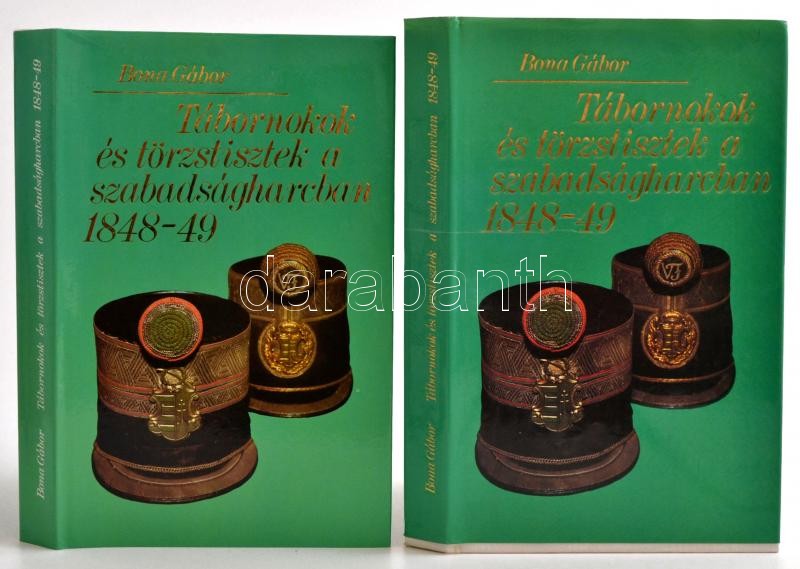 Bona Gábor Tábornokok és törzstisztek a szabadságharcban 1848-49
Bona Gábor
Tábornokok
és törzstisztek a
szabadságharcban
1848-49
Bona Gábor Tábornokok és törzstisztek a szabadságharcban 1848-49
Bona Gábor
Tábornokok
és törzstisztek a
szabadságharcban
1848-49
darabanth